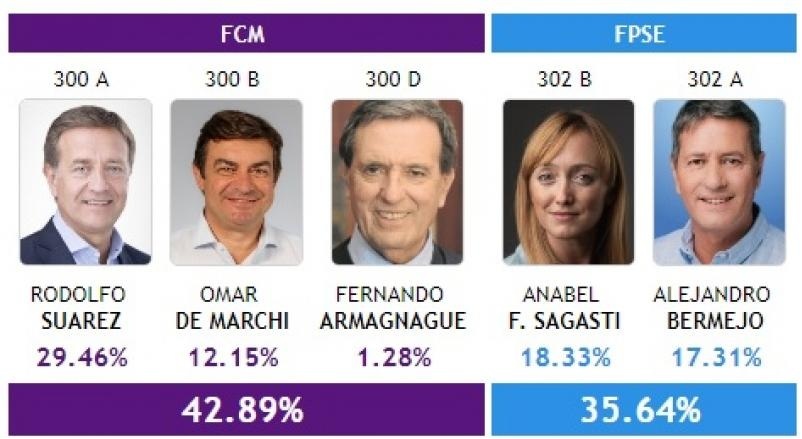 FCM FPSE
300 A 300 B 300 D 302 B 302 A
RODOLFO OMAR FERNANDO ANABEL ALEJANDRO
SUAREZ DE MARCHI ARMAGNAGUE F. SAGASTI BERMEJO
29.46% 12.15% 1.28% 18.33% 17.31%
42.89% 35.64%